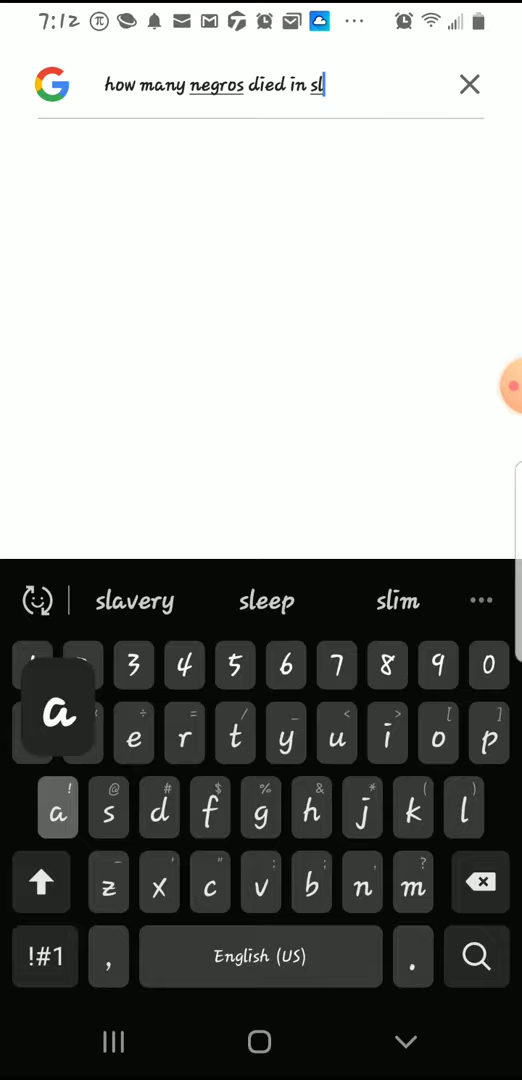 7:12
how many negros died in sl
slavery sleep slim
3 4 5 6 7 8 9 0
a
÷ = / _ < > [ ]
e r t y u i o p
! @ # $ % & * ( )
a s d f g h j k l
- ' " : ; , ?
z x c v b n m
!#1 , English (US) .